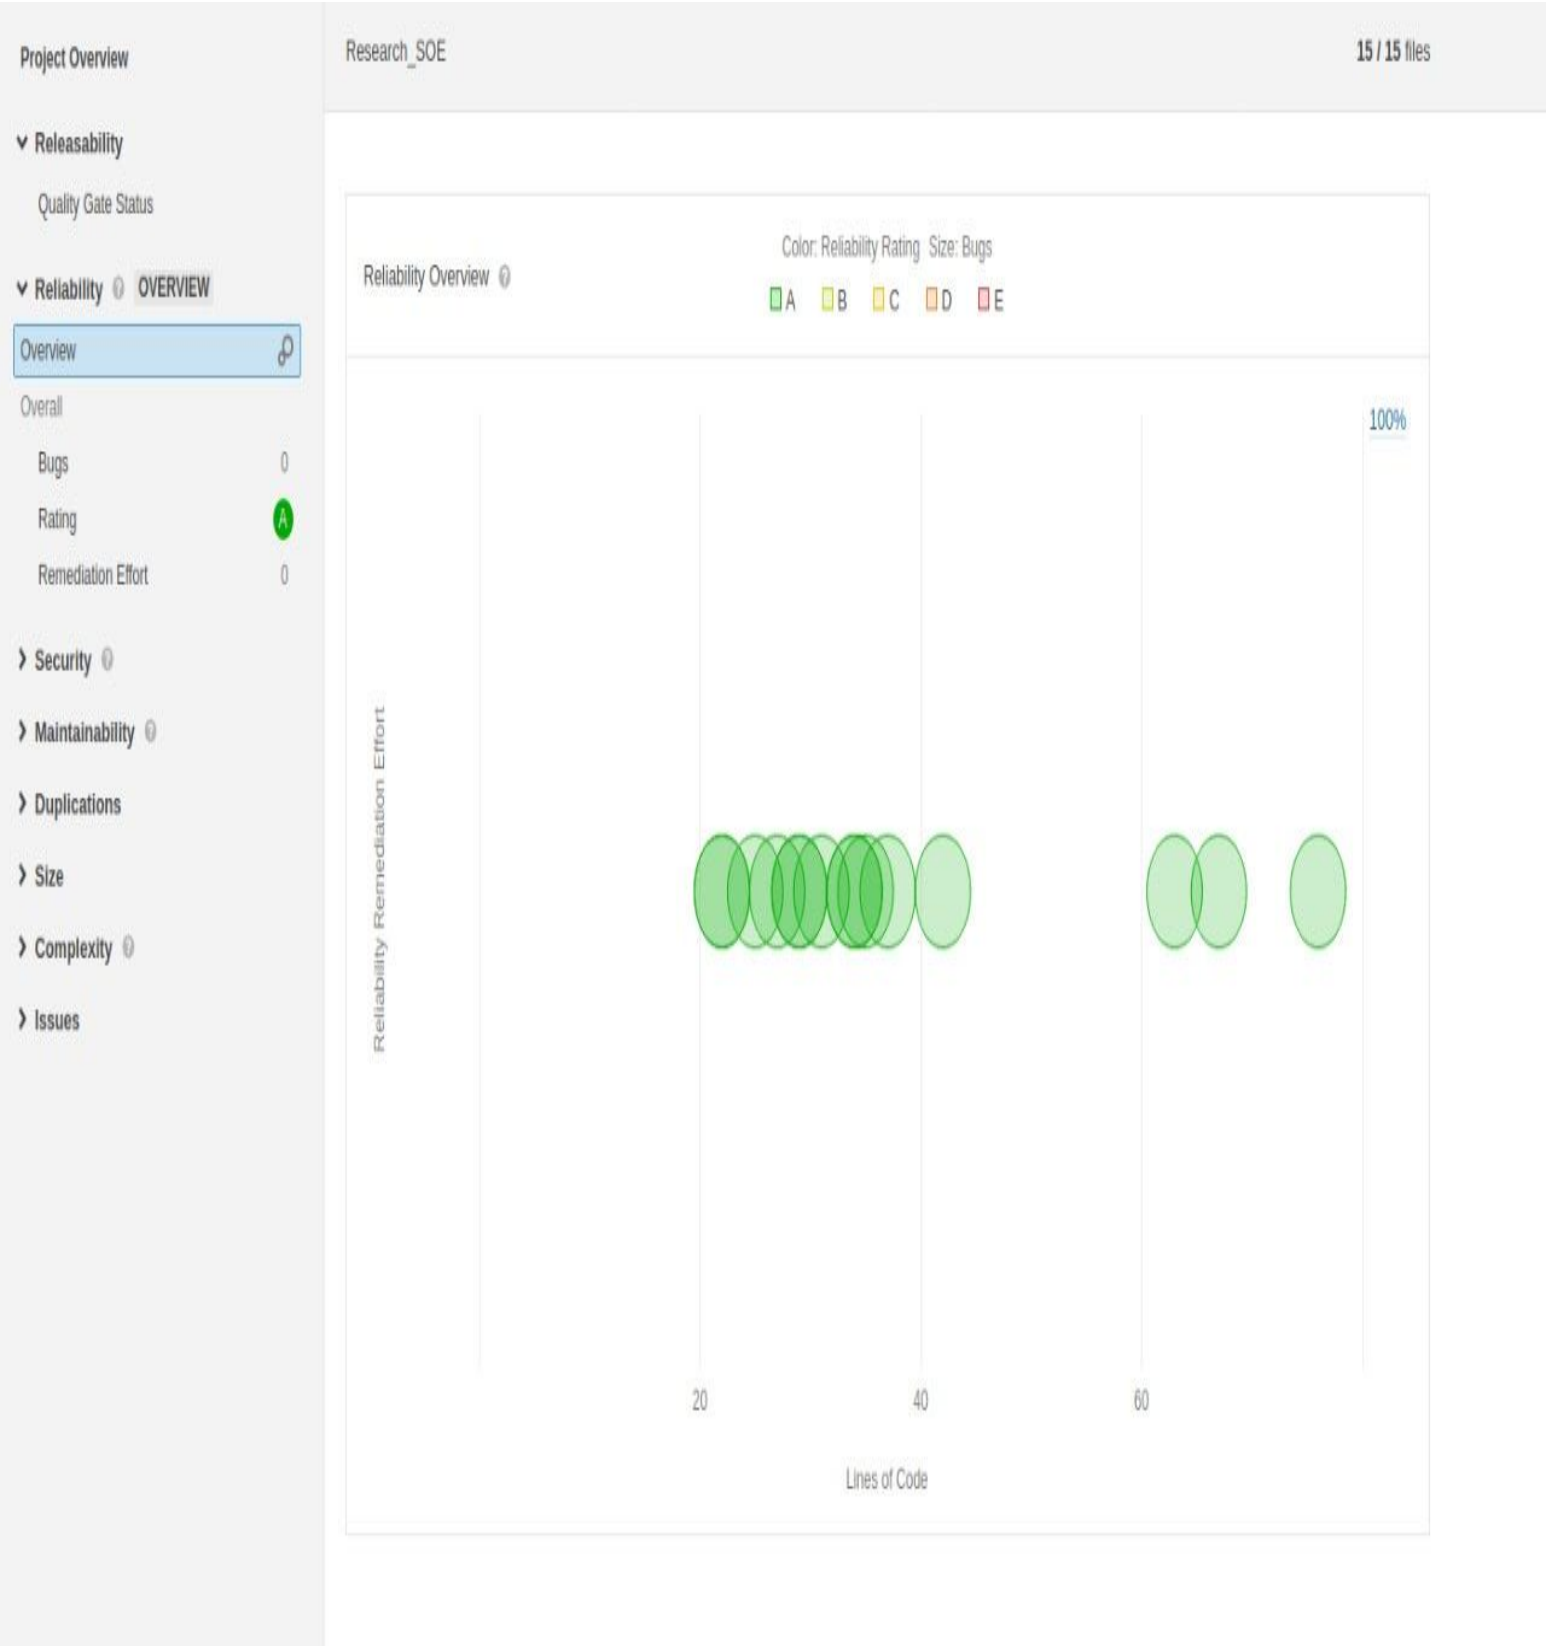 Project Overview
Releasability
Quality Gate Status
Reliability OVERVIEW
Overview
Overall
Bugs 0
Rating A
Remediation Effort 0
Security
Maintainability
Duplications
Size
Complexity
Issues
Research_SOE 15 / 15 files
Color: Reliability Rating Size: Bugs
Reliability Overview
A B C D E
100%
Reliability Remediation Effort
20 40 60
Lines of Code